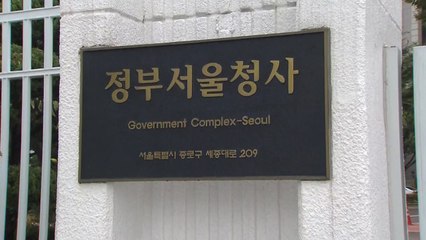 정부서울청사
Government Complex-Seoul
서울특별시 종로구 세종대로 209